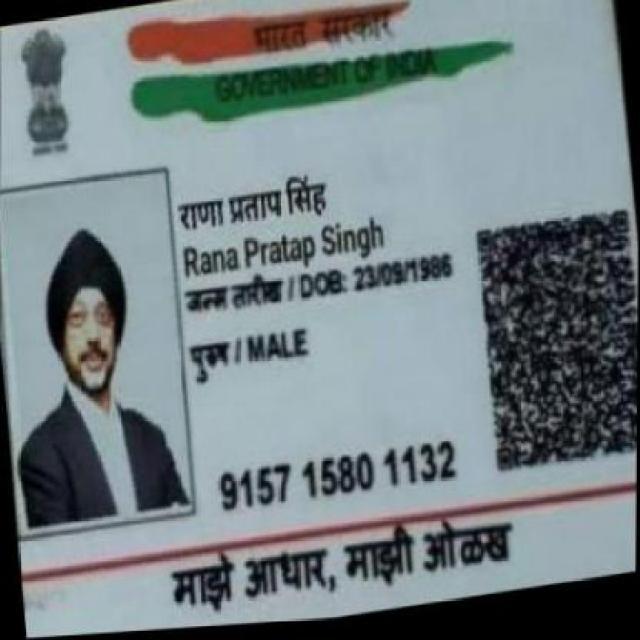 भारत सरकार
GOVERNMENT OF INDIA
राणा प्रताप सिंह
Rana Pratap Singh
जन्म तारीख / DOB: 23/09/1986
पुरुष / MALE
9157 1580 1132
माझे आधार, माझी ओळख